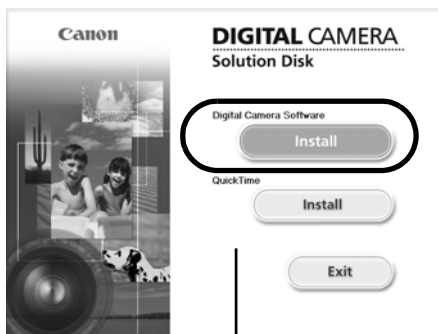 Canon
DIGITAL CAMERA
Solution Disk
Digital Camera Software
Install
QuickTime
Install
Exit